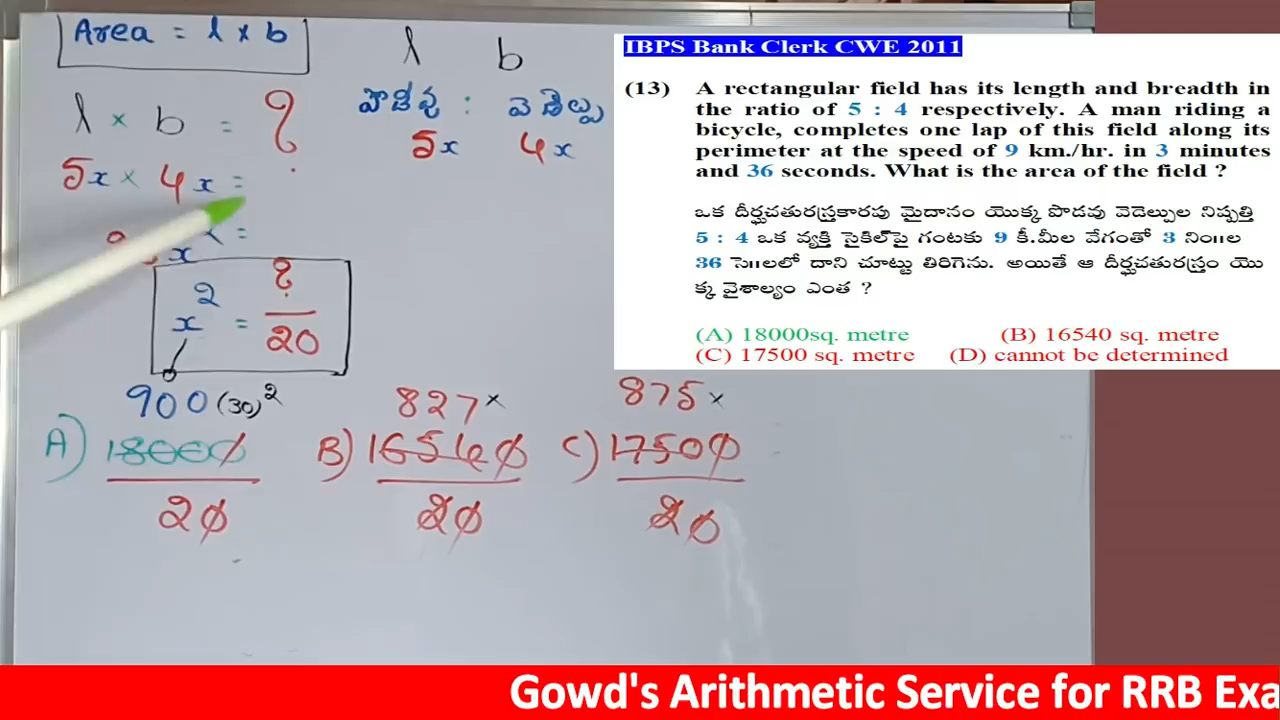 Area = l × b
l b
l × b = ?
పొడవు : వెడల్పు
5x × 4x =
5x 4x
x =
x² = ?/20
900 (30)² 827 × 875 ×
A) 18000 B) 16540 C) 17500
20 20 20
IBPS Bank Clerk CWE 2011
(13) A rectangular field has its length and breadth in
the ratio of 5 : 4 respectively. A man riding a
bicycle, completes one lap of this field along its
perimeter at the speed of 9 km./hr. in 3 minutes
and 36 seconds. What is the area of the field ?
ఒక దీర్ఘచతురస్రకారపు మైదానం యొక్క పొడవు వెడెల్పుల నిష్పత్తి
5 : 4 ఒక వ్యక్తి సైకిల్‌పై గంటకు 9 కీ.మీల వేగంతో 3 నిం॥ల
36 సె॥లలో దాని చూట్టు తిరిగెను. అయితే ఆ దీర్ఘచతురస్రం యొ
క్క వైశాల్యం ఎంత ?
(A) 18000sq. metre (B) 16540 sq. metre
(C) 17500 sq. metre (D) cannot be determined
Gowd's Arithmetic Service for RRB Exa